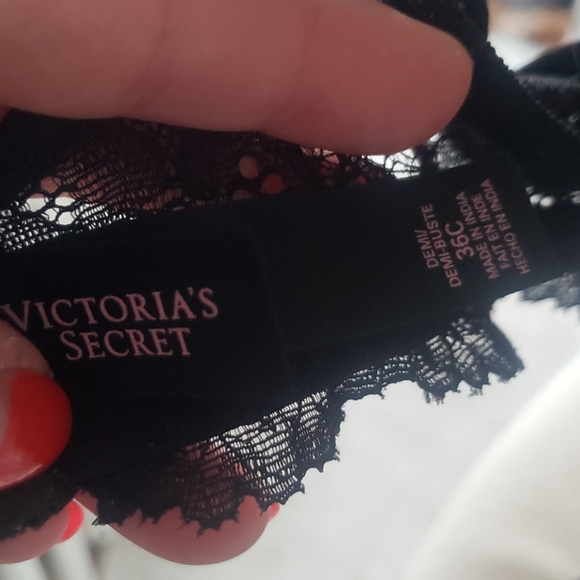 VICTORIA'S
SECRET
DEMI/
DEMI-BUSTE
36C
MADE IN INDIA
FAIT EN INDE
HECHO EN INDIA